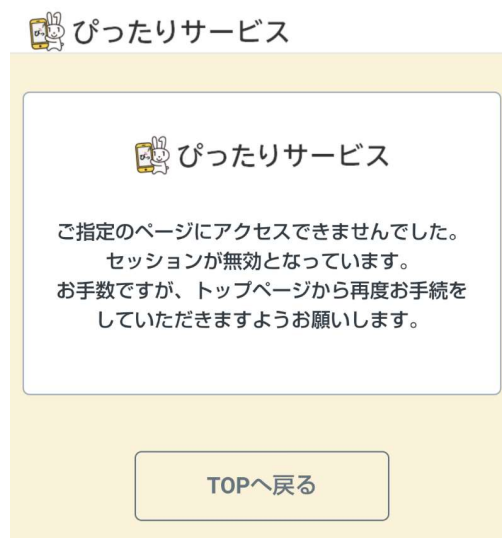 ぴったりサービス
ぴったりサービス
ご指定のページにアクセスできませんでした。
セッションが無効となっています。
お手数ですが、トップページから再度お手続を
していただきますようお願いします。
TOPへ戻る